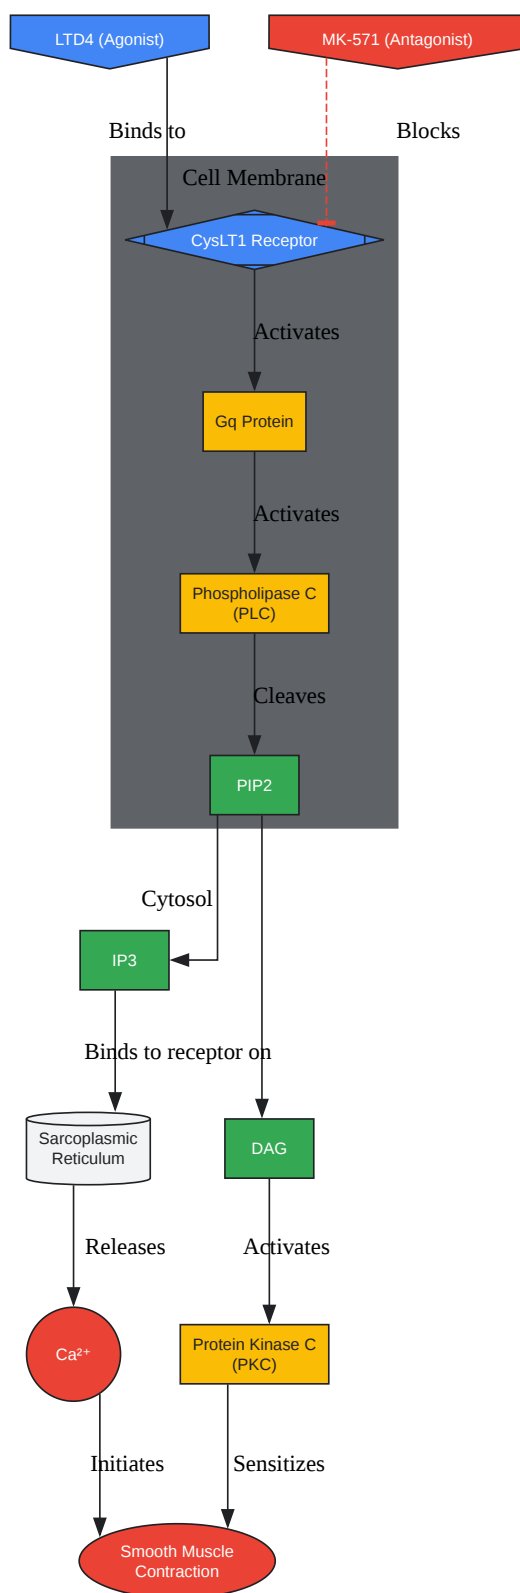 LTD4 (Agonist)
MK-571 (Antagonist)
Binds to
Blocks
Cell Membrane
CysLT1 Receptor
Activates
Gq Protein
Activates
Phospholipase C
(PLC)
Cleaves
PIP2
Cytosol
IP3
Binds to receptor on
Sarcoplasmic
Reticulum
DAG
Releases
Activates
Ca²⁺
Protein Kinase C
(PKC)
Initiates
Sensitizes
Smooth Muscle
Contraction